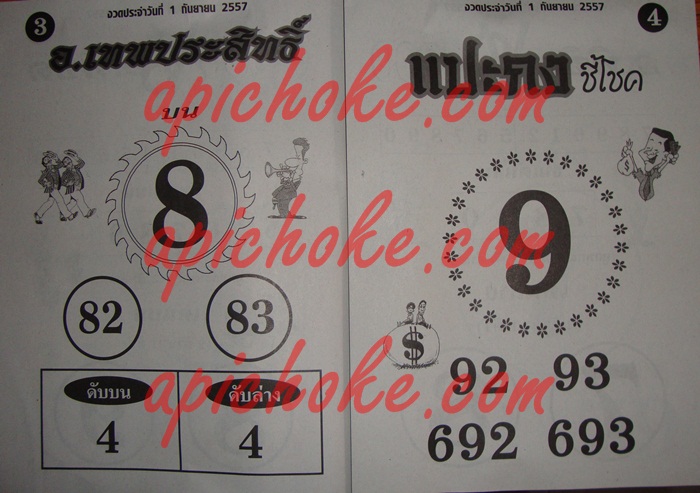 3
งวดประจำวันที่ 1 กันยายน 2557
อ.เทพประสิทธิ์
บน
8
82 83
ดับบน ดับล่าง
4 4
งวดประจำวันที่ 1 กันยายน 2557
4
แปะกง ชี้โชค
9
$
92 93
692 693
apichoke.com
apichoke.com
apichoke.com